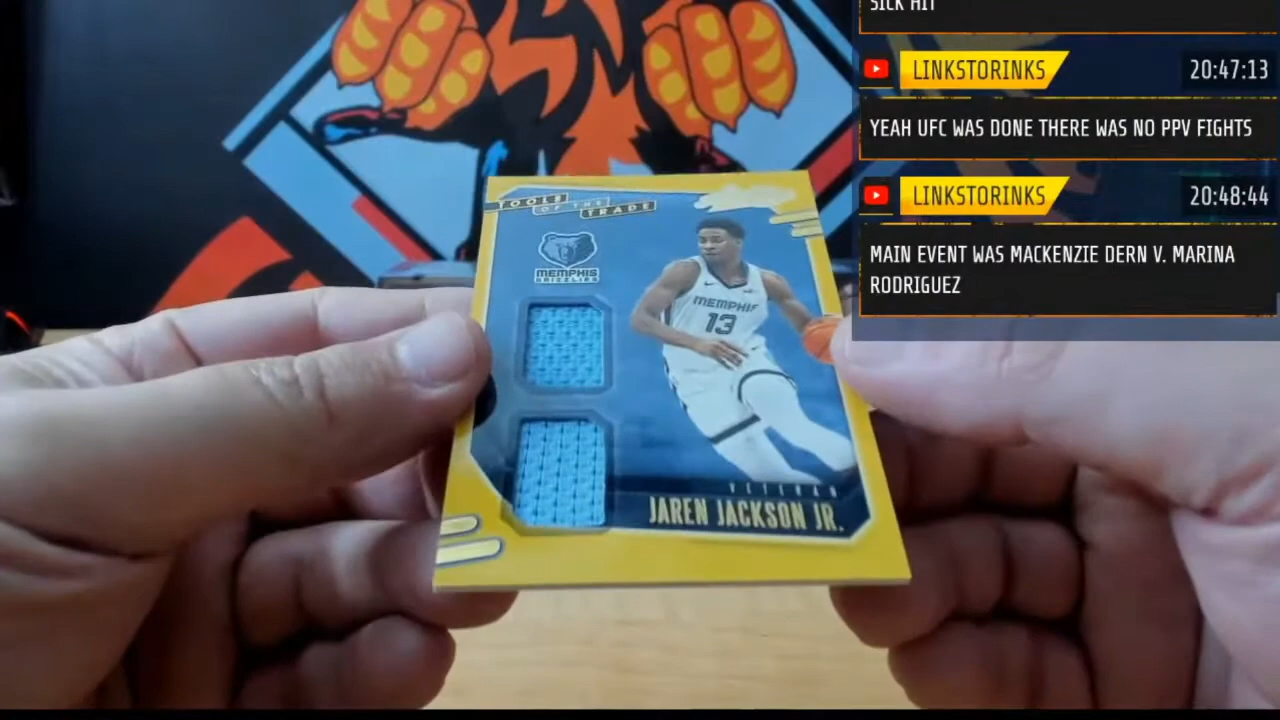 SICK HIT
LINKSTORINKS
20:47:13
YEAH UFC WAS DONE THERE WAS NO PPV FIGHTS
LINKSTORINKS
20:48:44
MAIN EVENT WAS MACKENZIE DERN V. MARINA
RODRIGUEZ
TOOLS
OF THE
TRADE
MEMPHIS
GRIZZLIES
MEMPHIS
13
VETERAN
JAREN JACKSON JR.